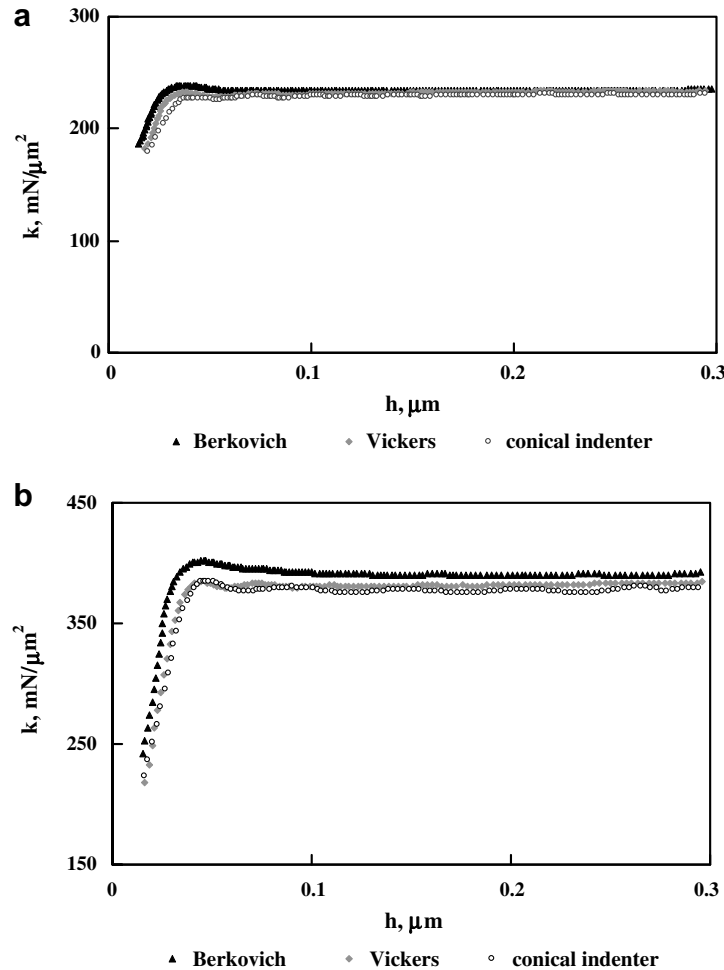 a
300
200
100
0
k, mN/μm²
0 0.1 0.2 0.3
h, μm
Berkovich Vickers conical indenter
b
450
350
250
150
k, mN/μm²
0 0.1 0.2 0.3
h, μm
Berkovich Vickers conical indenter